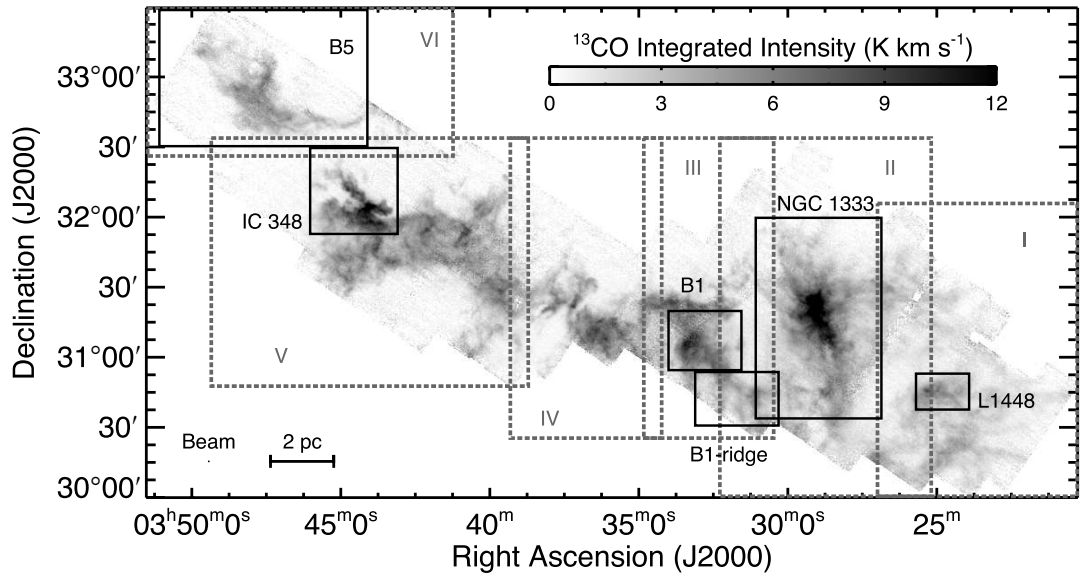 B5
VI
¹³CO Integrated Intensity (K km s⁻¹)
0 3 6 9 12
33°00′
30′
32°00′
30′
31°00′
30′
30°00′
Declination (J2000)
III
II
NGC 1333
IC 348
I
B1
V
IV
L1448
Beam
2 pc
B1-ridge
03ʰ50ᵐ0ˢ 45ᵐ0ˢ 40ᵐ 35ᵐ0ˢ 30ᵐ0ˢ 25ᵐ
Right Ascension (J2000)